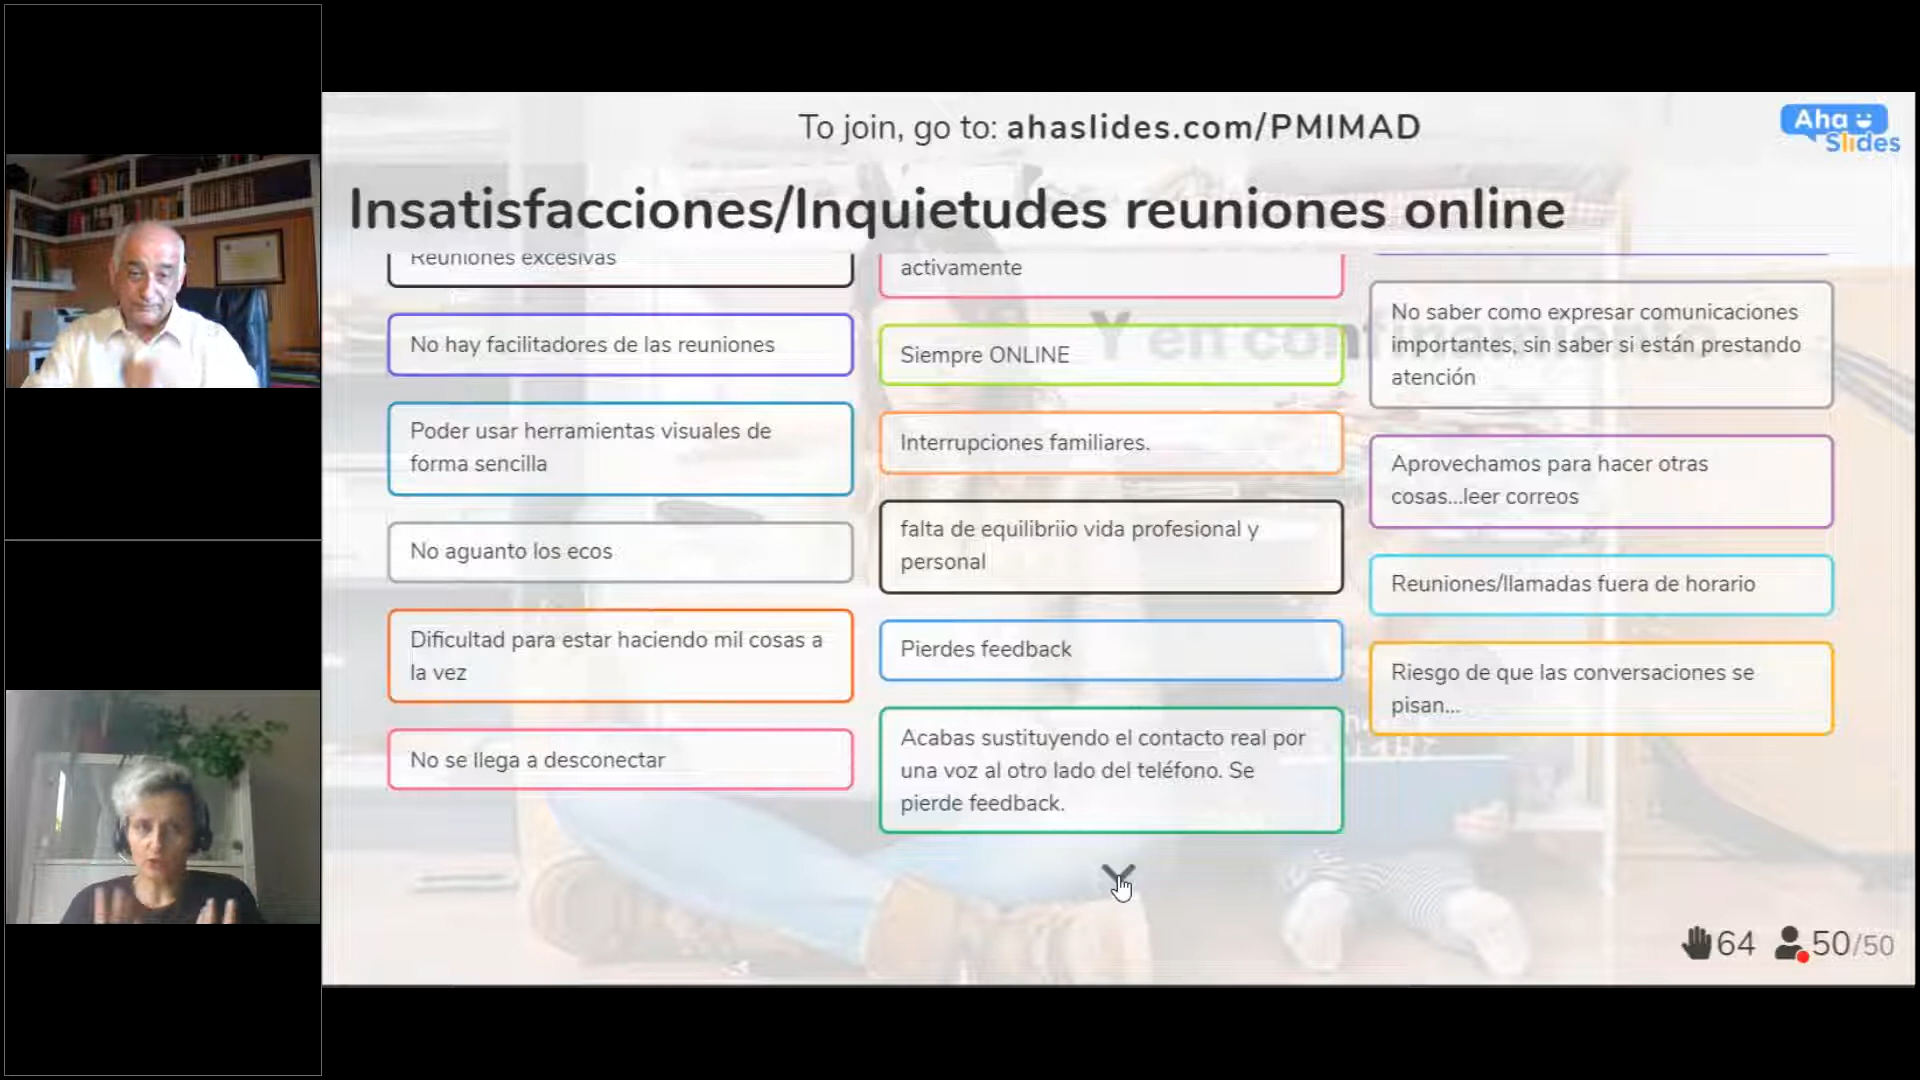 To join, go to: ahaslides.com/PMIMAD
Aha
Slides
Insatisfacciones/Inquietudes reuniones online
Reuniones excesivas
No hay facilitadores de las reuniones
Poder usar herramientas visuales de
forma sencilla
No aguanto los ecos
Dificultad para estar haciendo mil cosas a
la vez
No se llega a desconectar
activamente
Siempre ONLINE
Interrupciones familiares.
falta de equilibriio vida profesional y
personal
Pierdes feedback
Acabas sustituyendo el contacto real por
una voz al otro lado del teléfono. Se
pierde feedback.
Y en confinamiento
No saber como expresar comunicaciones
importantes, sin saber si están prestando
atención
Aprovechamos para hacer otras
cosas...leer correos
Reuniones/llamadas fuera de horario
Riesgo de que las conversaciones se
pisan...
64 50/50